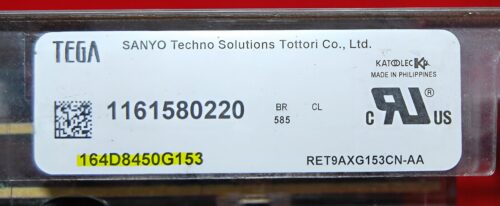 TEGA SANYO Techno Solutions Tottori Co., Ltd.
KATOLEC
MADE IN PHILIPPINES
1161580220 BR CL
585
C US
164D8450G153 RET9AXG153CN-AA